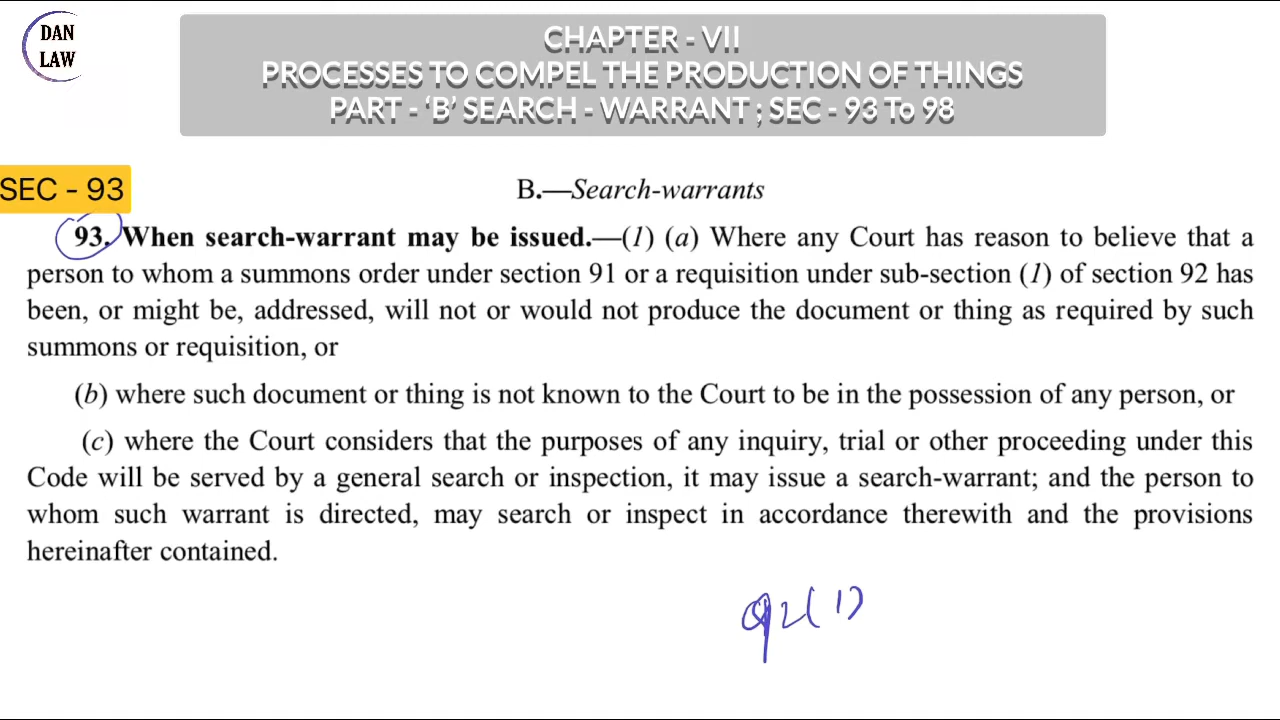 DAN
LAW
CHAPTER - VII
PROCESSES TO COMPEL THE PRODUCTION OF THINGS
PART - ‘B’ SEARCH - WARRANT ; SEC - 93 To 98
SEC - 93
B.—Search-warrants
93. When search-warrant may be issued.—(1) (a) Where any Court has reason to believe that a
person to whom a summons order under section 91 or a requisition under sub-section (1) of section 92 has
been, or might be, addressed, will not or would not produce the document or thing as required by such
summons or requisition, or
(b) where such document or thing is not known to the Court to be in the possession of any person, or
(c) where the Court considers that the purposes of any inquiry, trial or other proceeding under this
Code will be served by a general search or inspection, it may issue a search-warrant; and the person to
whom such warrant is directed, may search or inspect in accordance therewith and the provisions
hereinafter contained.
92(1)